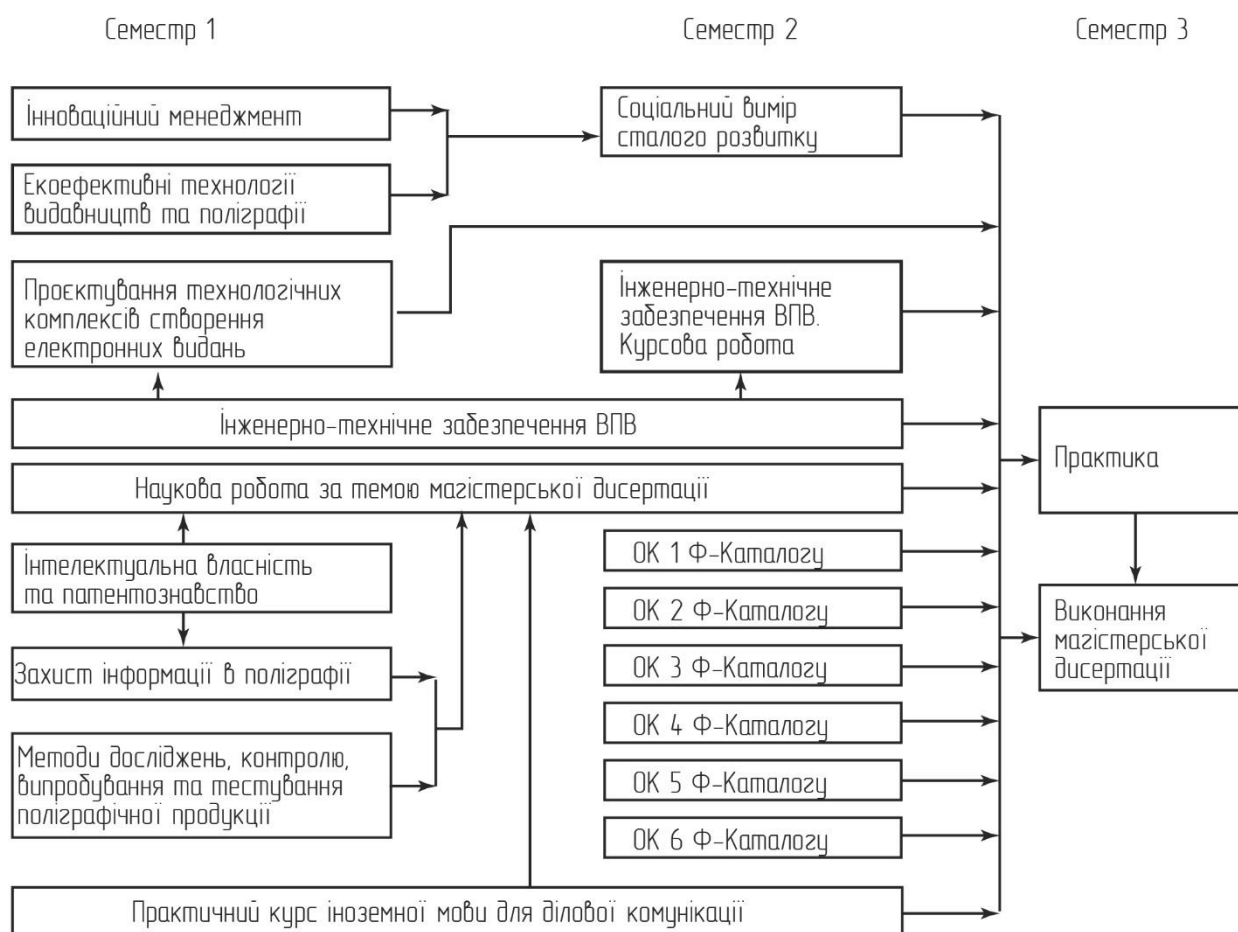 Семестр 1
Семестр 2
Семестр 3
Інноваційний менеджмент
Соціальний вимір
сталого розвитку
Екоефективні технології
видавництв та поліграфії
Проєктування технологічних
комплексів створення
електронних видань
Інженерно-технічне
забезпечення ВПВ.
Курсова робота
Інженерно-технічне забезпечення ВПВ
Практика
Наукова робота за темою магістерської дисертації
Інтелектуальна власність
та патентознавство
ОК 1 Ф-Каталогу
ОК 2 Ф-Каталогу
Виконання
магістерської
дисертації
Захист інформації в поліграфії
ОК 3 Ф-Каталогу
ОК 4 Ф-Каталогу
Методи досліджень, контролю,
випробування та тестування
поліграфічної продукції
ОК 5 Ф-Каталогу
ОК 6 Ф-Каталогу
Практичний курс іноземної мови для ділової комунікації